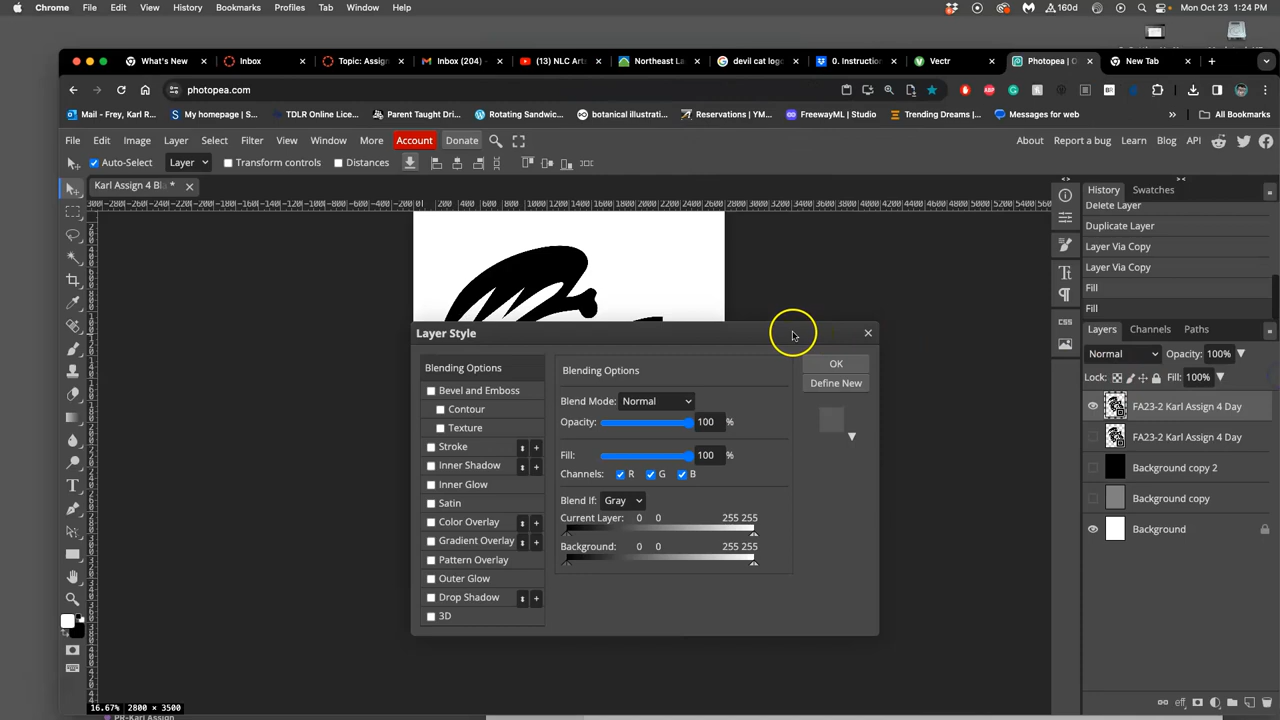 Chrome File Edit View History Bookmarks Profiles Tab Window Help 160d Mon Oct 23 1:24 PM
What's New Inbox Topic: Assign Inbox (204) (13) NLC Arts Northeast La devil cat logo 0. Instruction Vectr Photopea | O New Tab
photopea.com
Mail - Frey, Karl R... My homepage | S... TDLR Online Lice... Parent Taught Dri... Rotating Sandwic... botanical illustrati... Reservations | YM... FreewayML | Studio Trending Dreams |... Messages for web » All Bookmarks
File Edit Image Layer Select Filter View Window More Account Donate About Report a bug Learn Blog API
Auto-Select Layer Transform controls Distances
Karl Assign 4 Bla *
History Swatches
Delete Layer
Duplicate Layer
Layer Via Copy
Layer Via Copy
Fill
Fill
Layers Channels Paths
Normal Opacity: 100%
Lock: Fill: 100%
FA23-2 Karl Assign 4 Day
FA23-2 Karl Assign 4 Day
Background copy 2
Background copy
Background
CSS
eff
Layer Style
Blending Options
Bevel and Emboss
Contour
Texture
Stroke
Inner Shadow
Inner Glow
Satin
Color Overlay
Gradient Overlay
Pattern Overlay
Outer Glow
Drop Shadow
3D
Blending Options
Blend Mode: Normal
Opacity: 100 %
Fill: 100 %
Channels: R G B
Blend If: Gray
Current Layer: 0 0 255 255
Background: 0 0 255 255
OK
Define New
16.67% 2800 × 3500
PR-Karl Assign